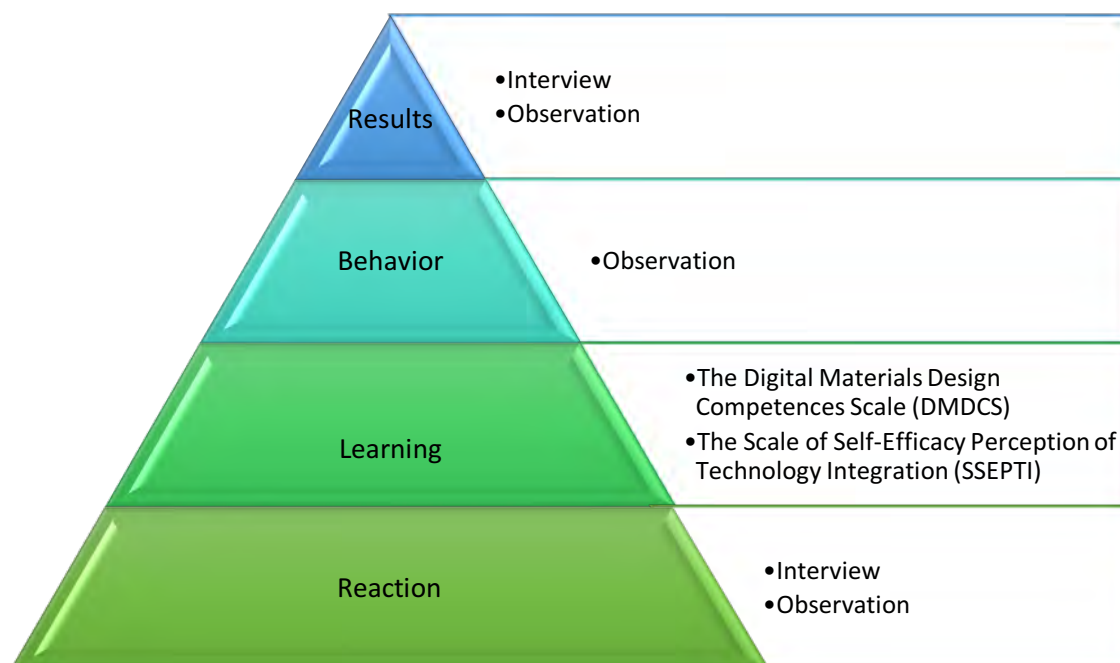 Results
•Interview
•Observation
Behavior
•Observation
Learning
•The Digital Materials Design
Competences Scale (DMDCS)
•The Scale of Self-Efficacy Perception of
Technology Integration (SSEPTI)
Reaction
•Interview
•Observation